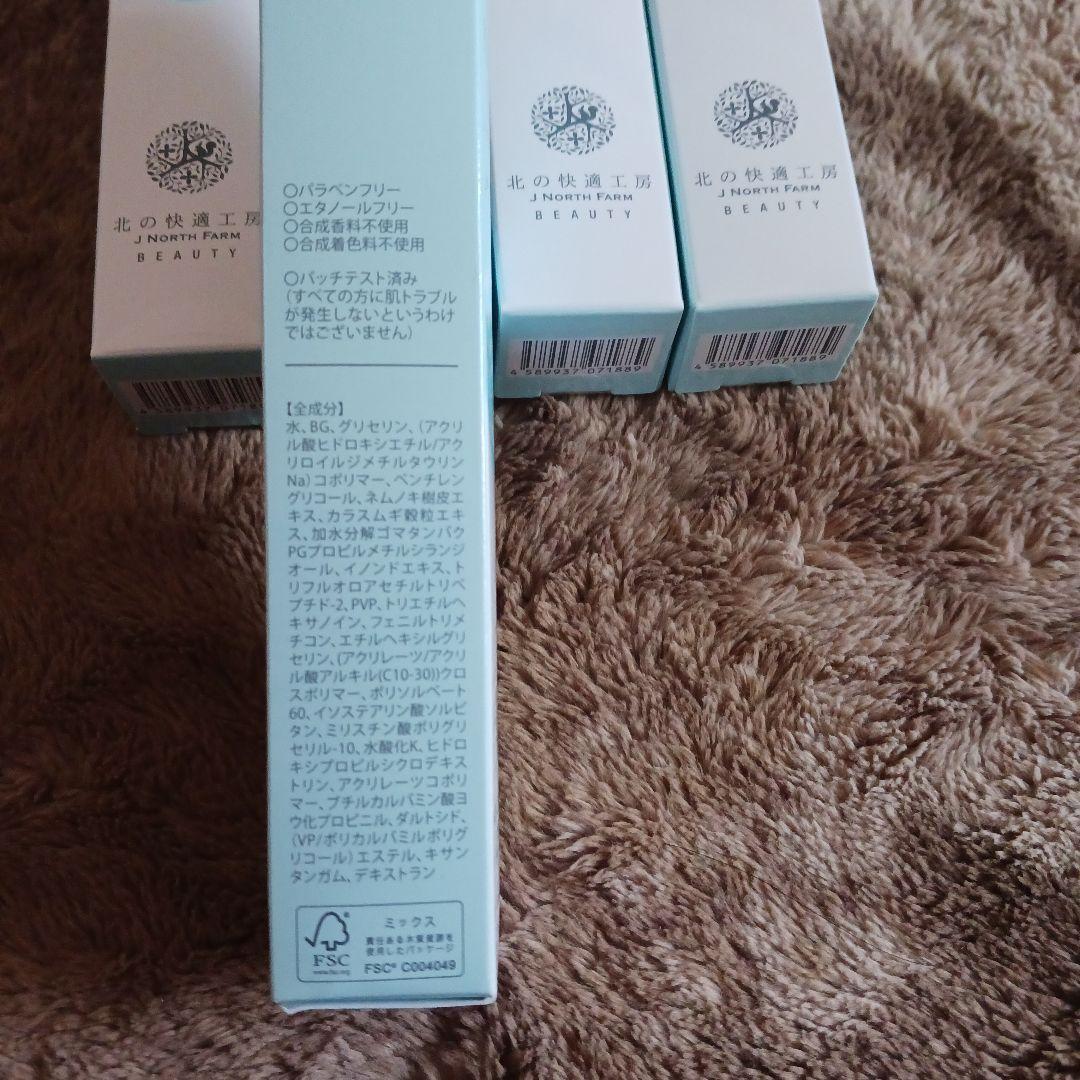 北の快適工房
J NORTH FARM
BEAUTY
○パラベンフリー
○エタノールフリー
○合成香料不使用
○合成着色料不使用
○パッチテスト済み
(すべての方に肌トラブル
が発生しないというわけ
ではございません)
【全成分】
水、BG、グリセリン、(アクリ
ル酸ヒドロキシエチル/アク
リロイルジメチルタウリン
Na)コポリマー、ペンチレン
グリコール、ネムノキ樹皮エ
キス、カラスムギ穀粒エキ
ス、加水分解ゴマタンパク
PGプロピルメチルシランジ
オール、イノンドエキス、ト
リフルオロアセチルトリペ
プチド-2、PVP、トリエチルヘ
キサノイン、フェニルトリメ
チコン、エチルヘキシルグリ
セリン、(アクリレーツ/アクリ
ル酸アルキル(C10-30))クロ
スポリマー、ポリソルベート
60、イソステアリン酸ソルビ
タン、ミリスチン酸ポリグリ
セリル-10、水酸化K、ヒドロ
キシプロピルシクロデキス
トリン、アクリレーツコポリ
マー、ブチルカルバミン酸ヨ
ウ化プロピニル、ダルトシド、
(VP/ポリカルバミルポリグ
リコール)エステル、キサン
タンガム、デキストラン
FSC
www.fsc.org
ミックス
責任ある木質資源を
使用したパッケージ
FSC® C004049
北の快適工房
J NORTH FARM
BEAUTY
4 589937 071889
北の快適工房
J NORTH FARM
BEAUTY
4 589937 071889